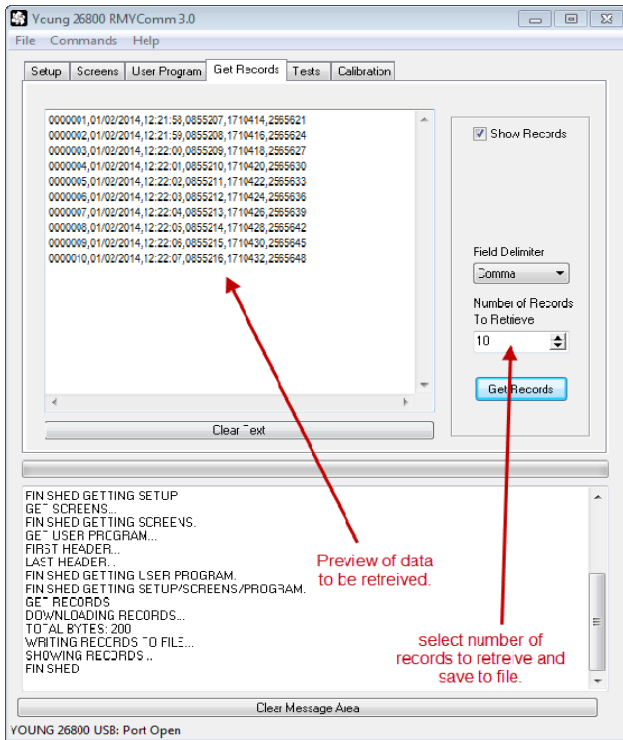 Young 26800 RMYComm 3.0
File Commands Help
Setup Screens User Program Get Records Tests Calibration
0000001,01/02/2014,12:21:58,0855207,1710414,2565621
0000002,01/02/2014,12:21:59,0855208,1710416,2565624
0000003,01/02/2014,12:22:00,0855209,1710418,2565627
0000004,01/02/2014,12:22:01,0855210,1710420,2565630
0000005,01/02/2014,12:22:02,0855211,1710422,2565633
0000006,01/02/2014,12:22:03,0855212,1710424,2565636
0000007,01/02/2014,12:22:04,0855213,1710426,2565639
0000008,01/02/2014,12:22:05,0855214,1710428,2565642
0000009,01/02/2014,12:22:06,0855215,1710430,2565645
0000010,01/02/2014,12:22:07,0855216,1710432,2565648
Show Records
Field Delimiter
Comma
Number of Records
To Retrieve
10
Get Records
Clear Text
FINISHED GETTING SETUP
GET SCREENS...
FINISHED GETTING SCREENS.
GET USER PROGRAM...
FIRST HEADER...
LAST HEADER..
FINISHED GETTING USER PROGRAM.
FINISHED GETTING SETUP/SCREENS/PROGRAM.
GET RECORDS
DOWNLOADING RECORDS...
TOTAL BYTES: 200
WRITING RECORDS TO FILE...
SHOWING RECORDS ..
FINISHED
Preview of data
to be retreived.
select number of
records to retreive and
save to file.
Clear Message Area
YOUNG 26800 USB: Port Open